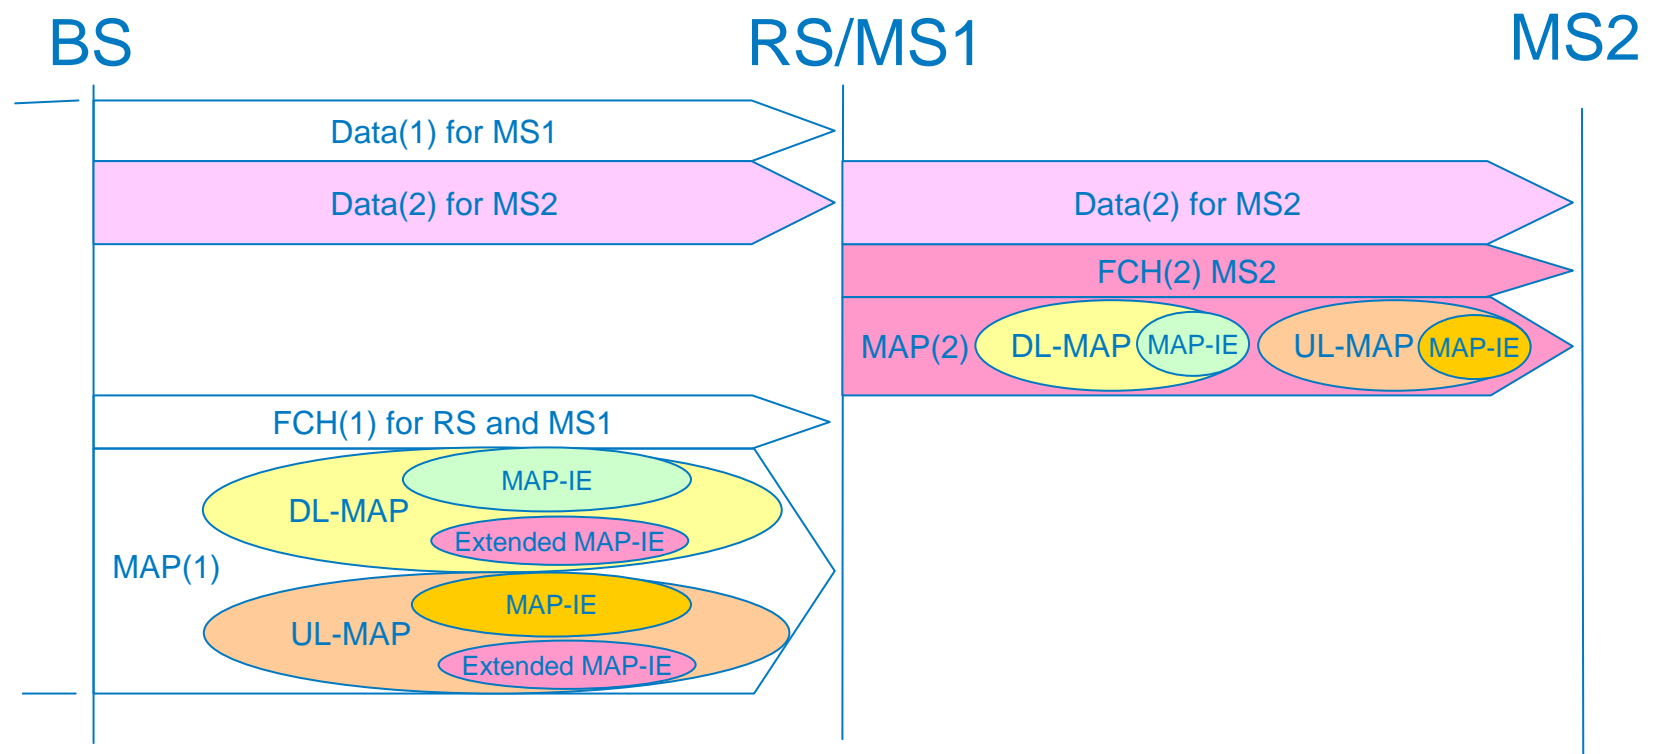 BS
RS/MS1
MS2
Data(1) for MS1
Data(2) for MS2
Data(2) for MS2
FCH(2) MS2
MAP(2)
DL-MAP
MAP-IE
UL-MAP
MAP-IE
FCH(1) for RS and MS1
MAP-IE
DL-MAP
Extended MAP-IE
MAP(1)
MAP-IE
UL-MAP
Extended MAP-IE